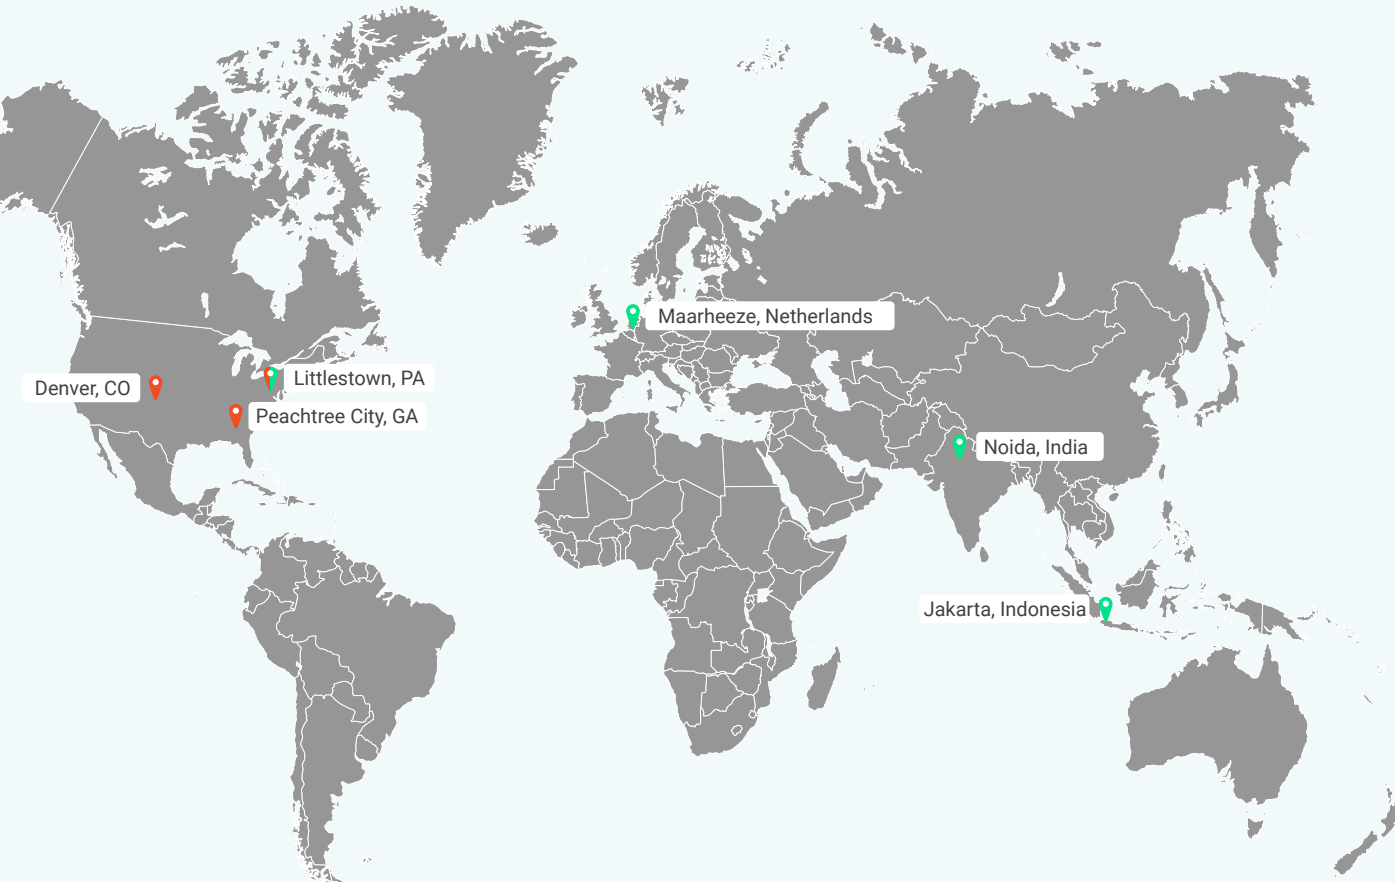 Maarheeze, Netherlands
Littlestown, PA
Denver, CO
Peachtree City, GA
Noida, India
Jakarta, Indonesia